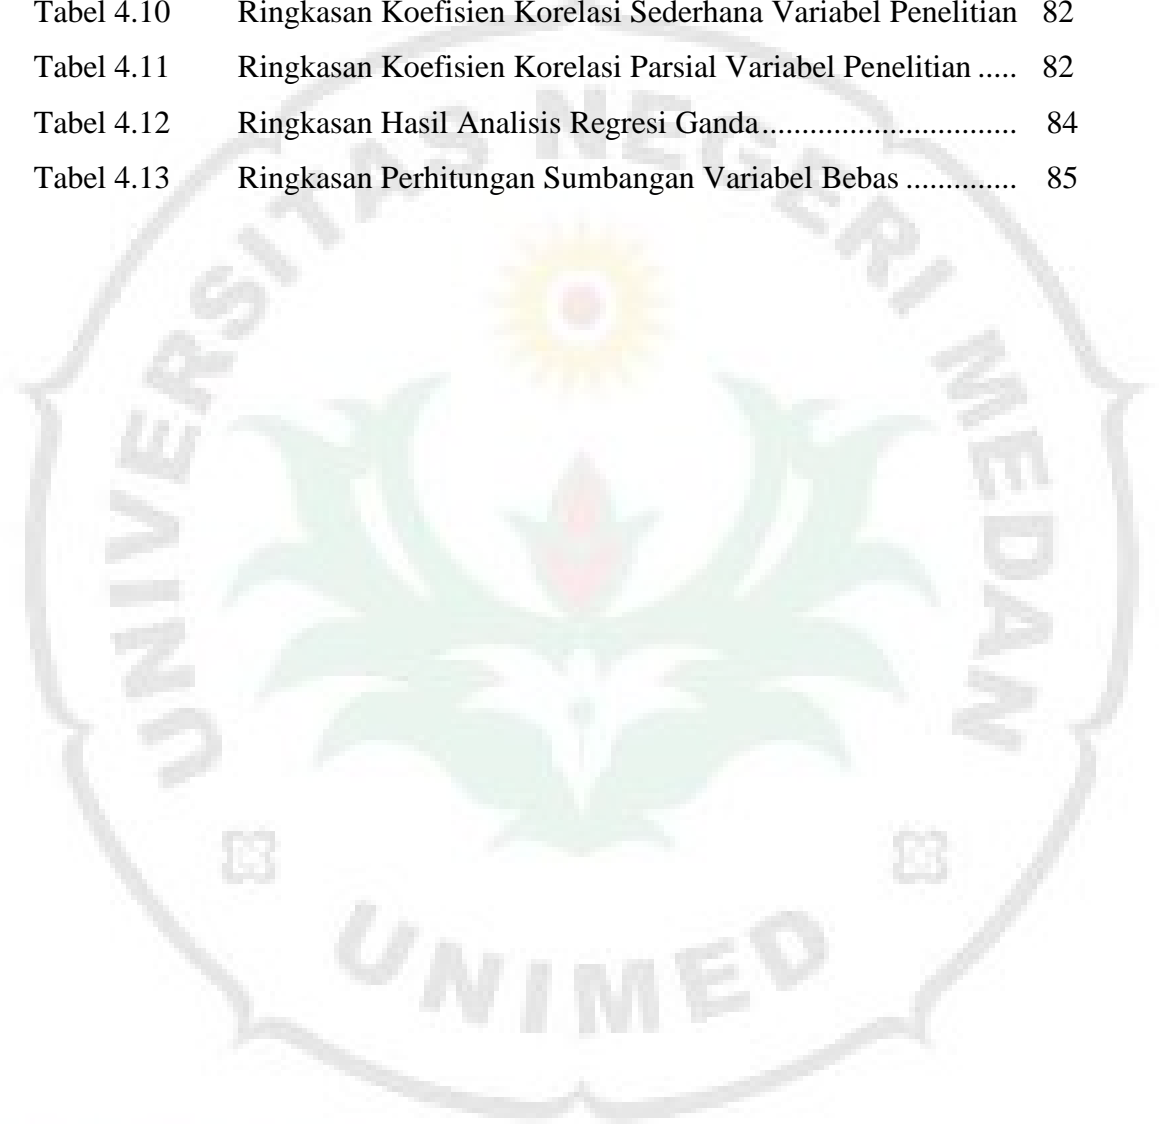 Tabel 4.10 Ringkasan Koefisien Korelasi Sederhana Variabel Penelitian 82
Tabel 4.11 Ringkasan Koefisien Korelasi Parsial Variabel Penelitian ..... 82
Tabel 4.12 Ringkasan Hasil Analisis Regresi Ganda................................ 84
Tabel 4.13 Ringkasan Perhitungan Sumbangan Variabel Bebas .............. 85
UNIVERSITAS NEGERI MEDAN
UNIMED